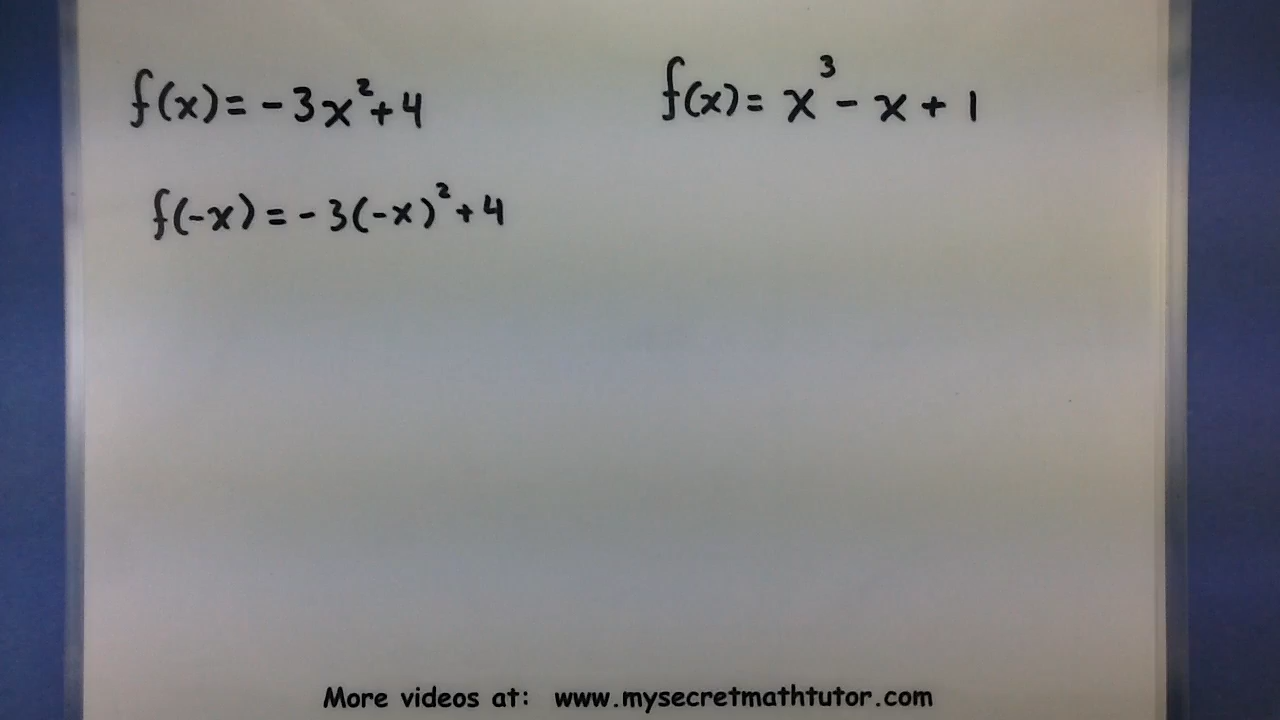 f(x) = -3x²+4
f(x) = x³ - x + 1
f(-x) = -3(-x)²+4
More videos at: www.mysecretmathtutor.com